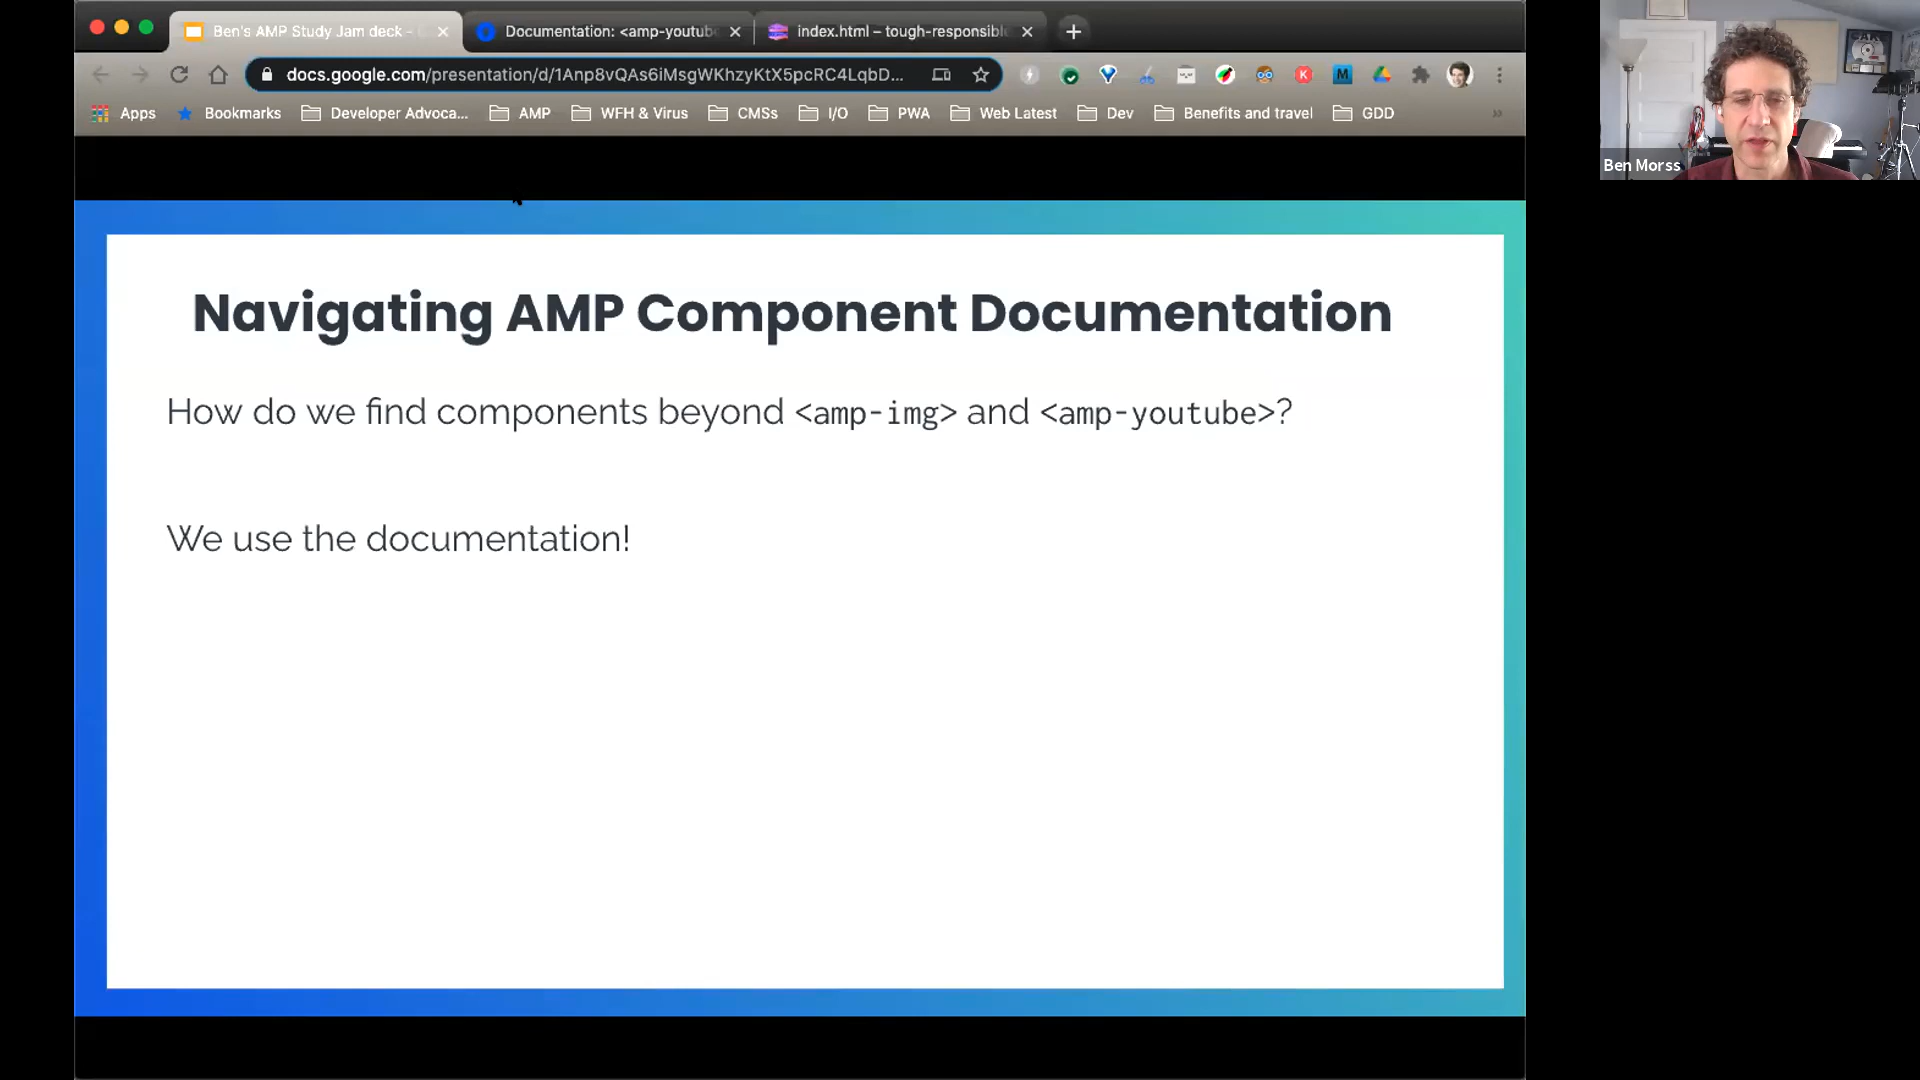 Ben's AMP Study Jam deck -
Documentation: <amp-youtub
index.html – tough-responsibl
docs.google.com/presentation/d/1Anp8vQAs6iMsgWKhzyKtX5pcRC4LqbD...
Apps
Bookmarks
Developer Advoca...
AMP
WFH & Virus
CMSs
I/O
PWA
Web Latest
Dev
Benefits and travel
GDD
Ben Morss
Navigating AMP Component Documentation
How do we find components beyond <amp-img> and <amp-youtube>?
We use the documentation!